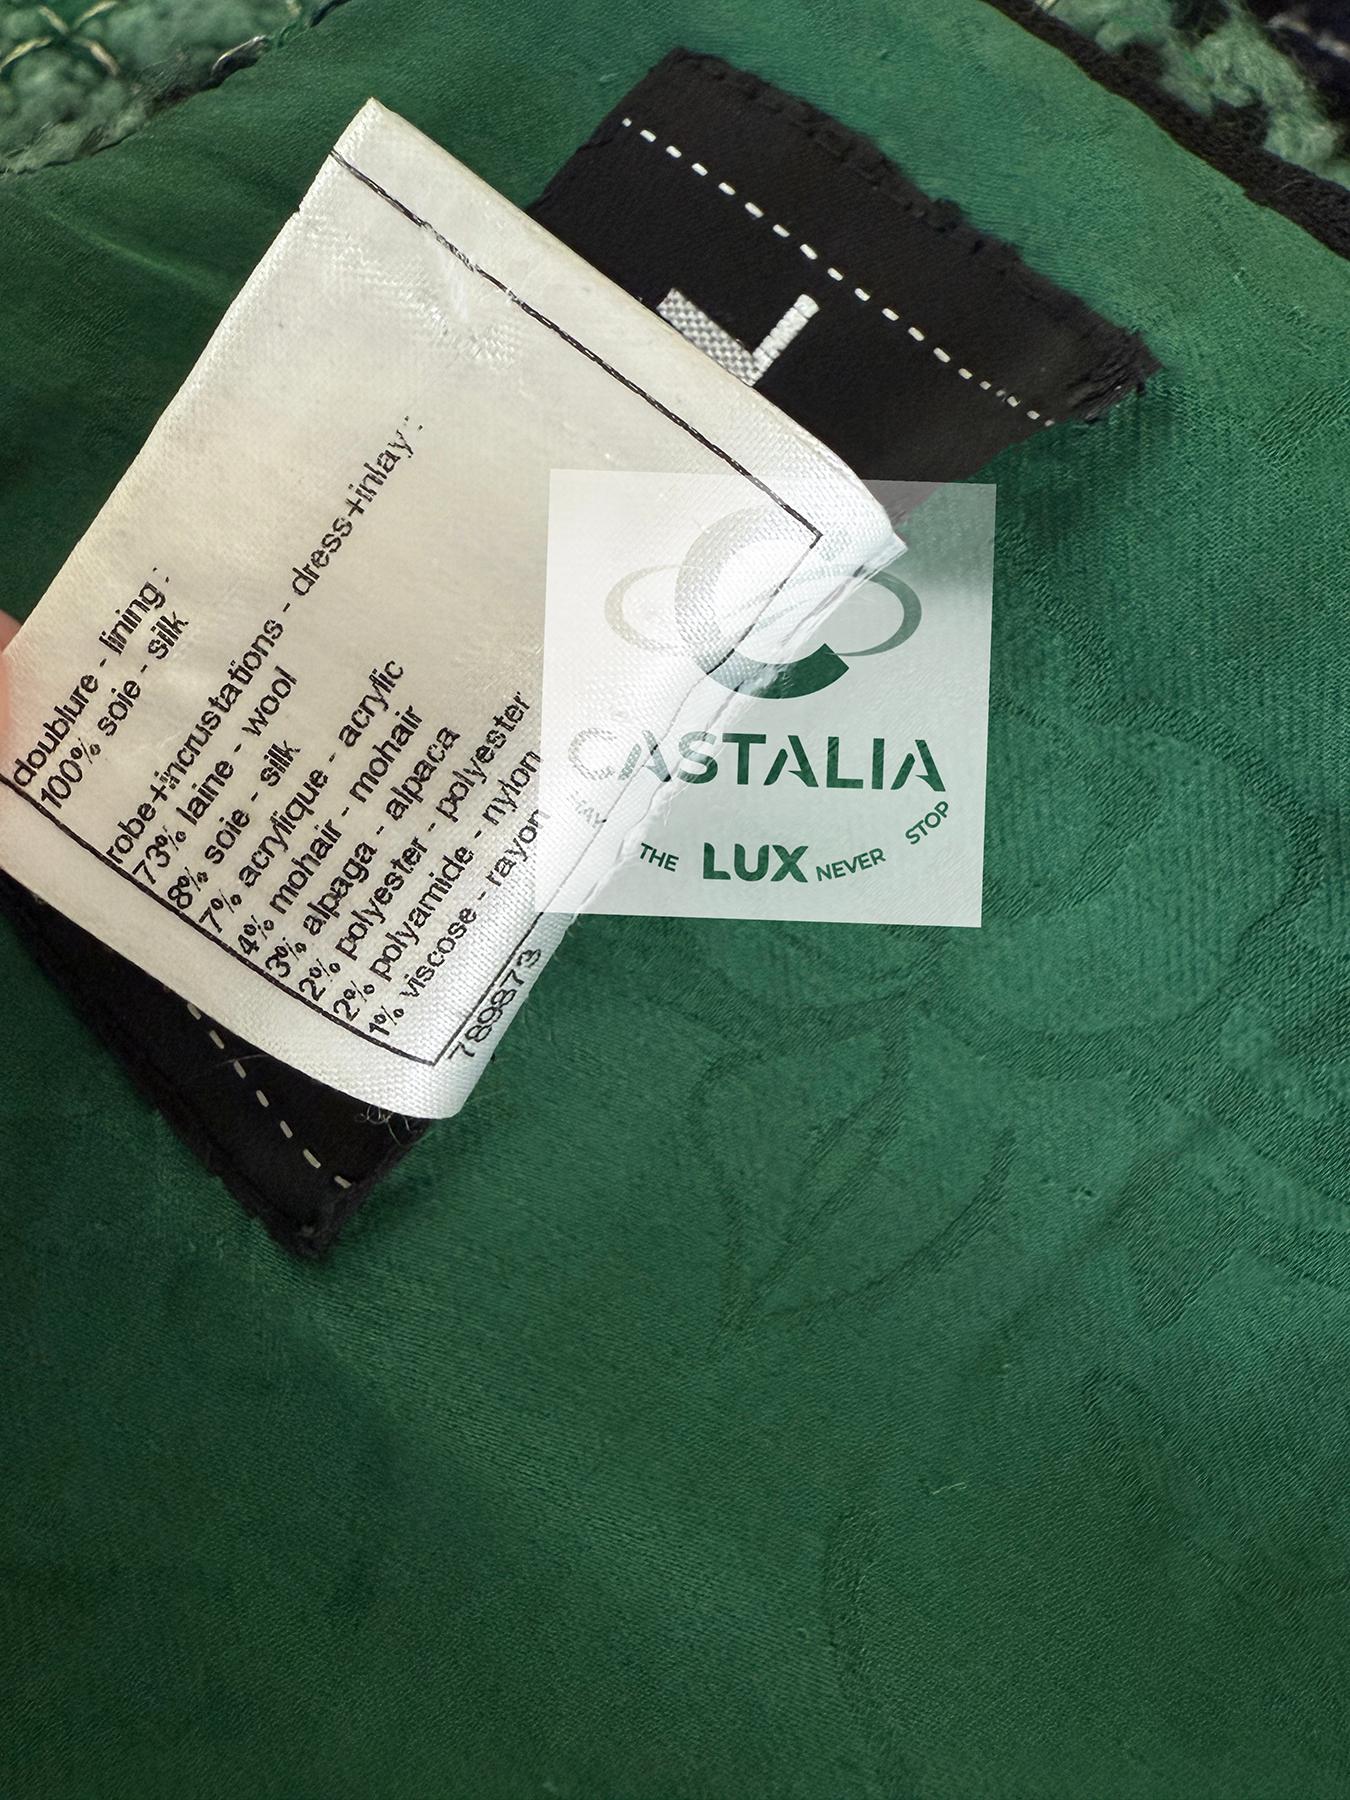 doublure - lining :
100% soie - silk
robe+incrustations - dress+inlay :
73% laine - wool
8% soie - silk
7% acrylique - acrylic
4% mohair - mohair
3% alpaga - alpaca
2% polyester - polyester
2% polyamide - nylon
1% viscose - rayon
789873
CASTALIA
MAY THE LUX NEVER STOP